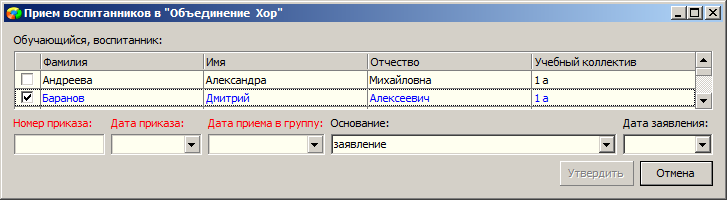 Прием воспитанников в "Объединение Хор"
Обучающийся, воспитанник:
Фамилия Имя Отчество Учебный коллектив
Андреева Александра Михайловна 1 а
Баранов Дмитрий Алексеевич 1 а
Номер приказа: Дата приказа: Дата приема в группу: Основание: Дата заявления:
заявление
Утвердить Отмена